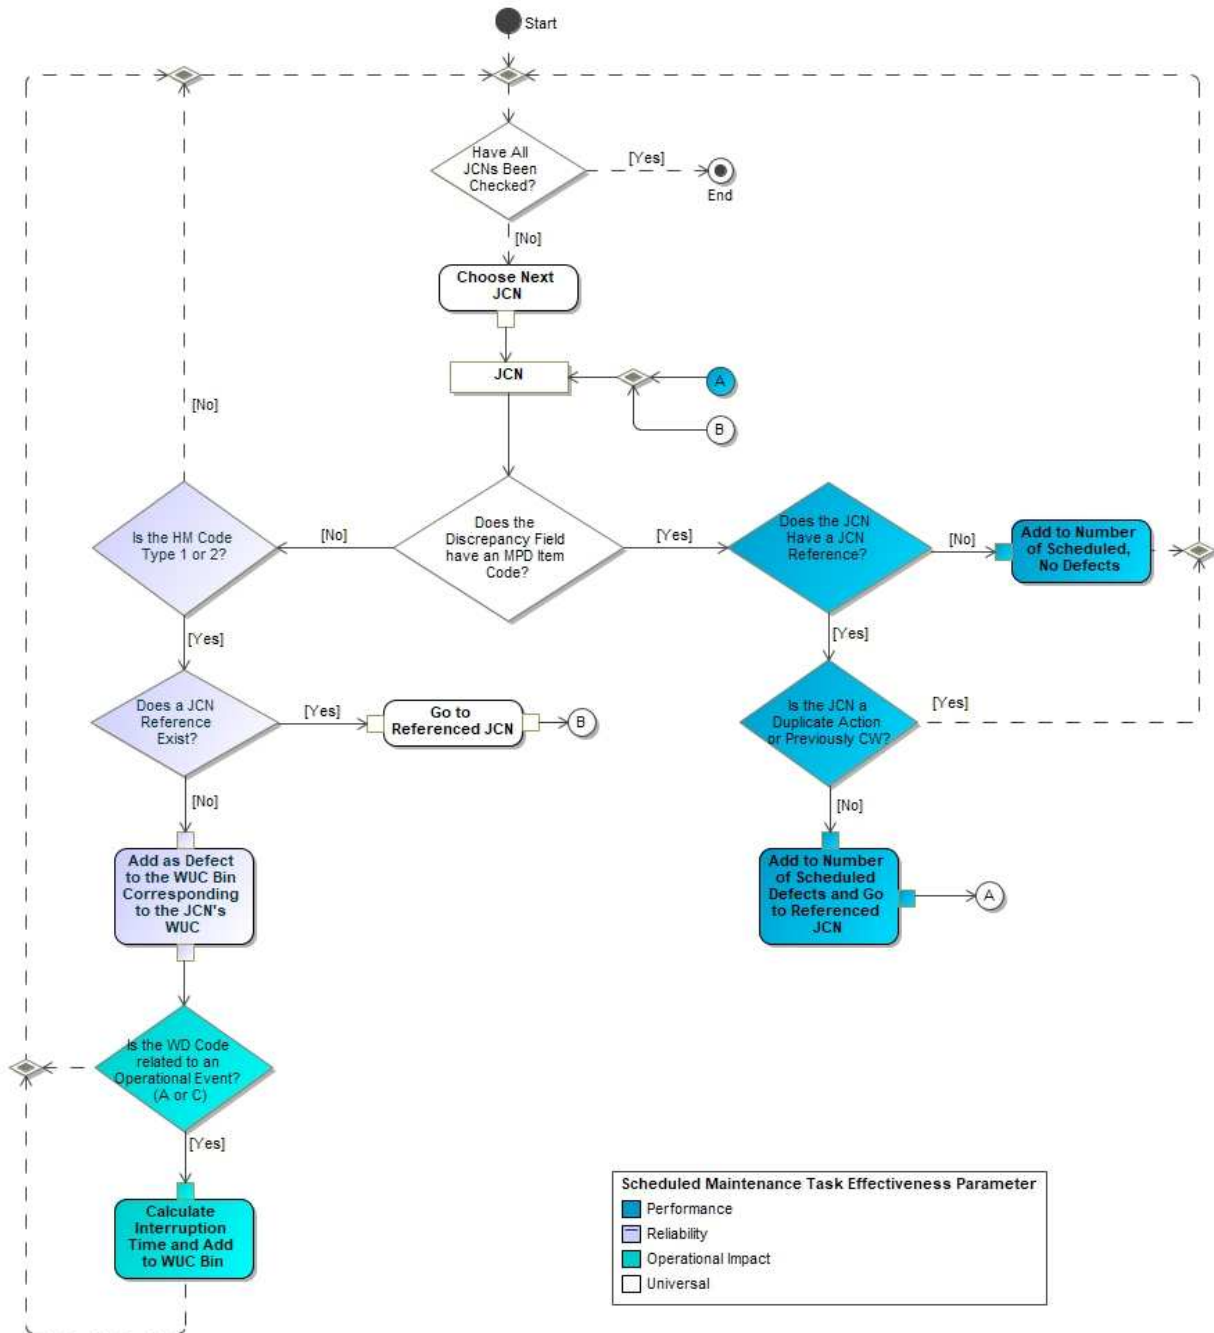 Start
Have All
JCNs Been
Checked?
[Yes]
End
[No]
Choose Next
JCN
JCN
A
B
[No]
Is the HM Code
Type 1 or 2?
[No]
Does the
Discrepancy Field
have an MPD Item
Code?
[Yes]
Does the JCN
Have a JCN
Reference?
[No]
Add to Number
of Scheduled,
No Defects
[Yes]
[Yes]
Does a JCN
Reference
Exist?
[Yes]
Go to
Referenced JCN
B
Is the JCN a
Duplicate Action
or Previously CW?
[Yes]
[No]
[No]
Add as Defect
to the WUC Bin
Corresponding
to the JCN's
WUC
Add to Number
of Scheduled
Defects and Go
to Referenced
JCN
A
Is the WD Code
related to an
Operational Event?
(A or C)
[Yes]
Calculate
Interruption
Time and Add
to WUC Bin
Scheduled Maintenance Task Effectiveness Parameter
Performance
Reliability
Operational Impact
Universal